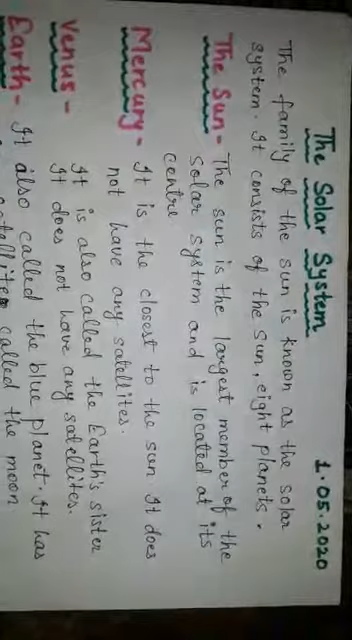 1.05.2020
The Solar System
The family of the sun is known as the solar
system. It consists of the sun, eight planets.
The Sun - The sun is the largest member of the
solar system and is located at its
centre
Mercury - It is the closest to the sun It does
not have any satellites.
Venus - It is also called the Earth's sister
It does not have any satellites.
Earth - It also called the blue planet. It has
satellites called the moon